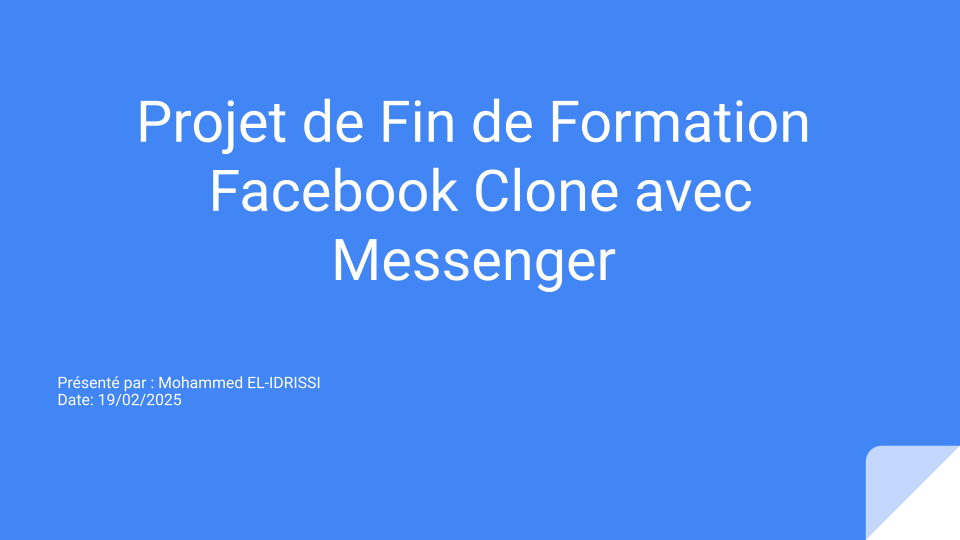 Projet de Fin de Formation
Facebook Clone avec
Messenger
Présenté par : Mohammed EL-IDRISSI
Date: 19/02/2025